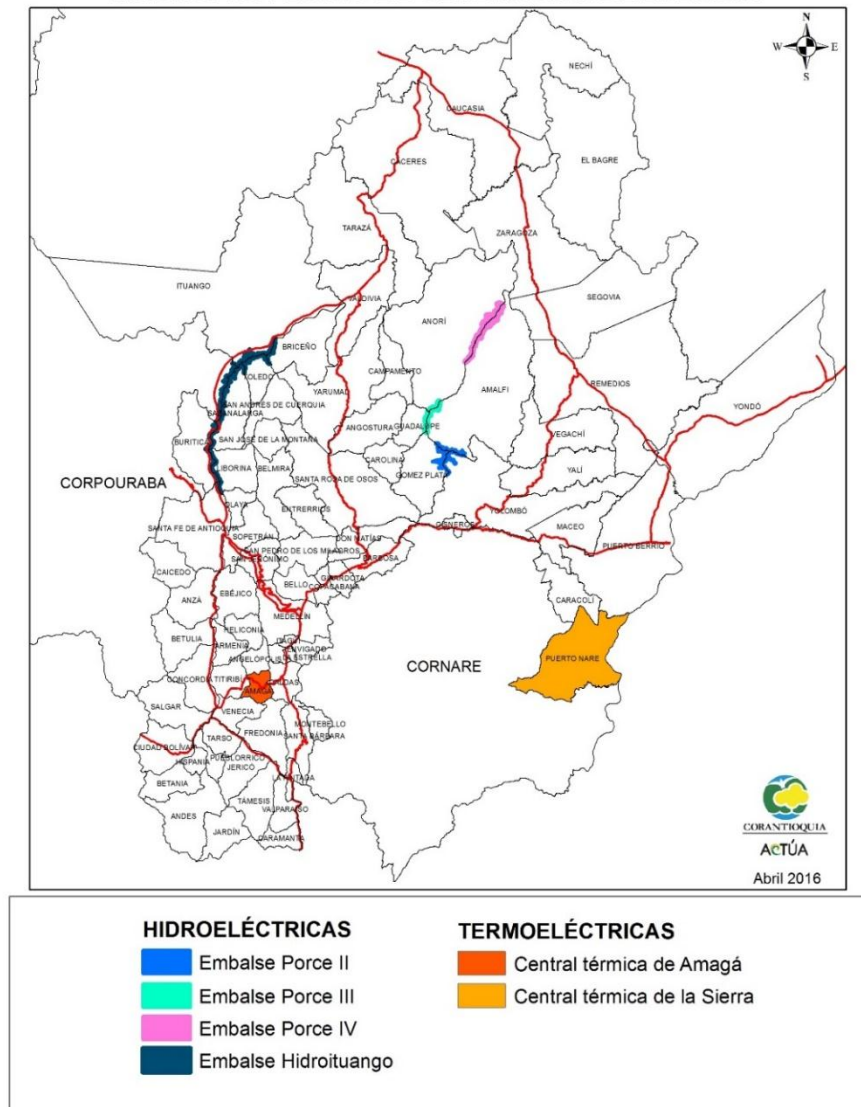 N
W E
S
NECHÍ
CAUCASIA
EL BAGRE
CÁCERES
TARAZÁ
ZARAGOZA
ITUANGO
VALDIVIA
SEGOVIA
ANORÍ
BRICEÑO
TOLEDO
CAMPAMENTO
AMALFI
REMEDIOS
YARUMAL
YONDÓ
SAN ANDRÉS DE CUERQUIA
SABANALARGA
ANGOSTURA
GUADALUPE
BURITICÁ
SAN JOSÉ DE LA MONTAÑA
VEGACHÍ
CORPOURABA
LIBORINA
BELMIRA
CAROLINA
GÓMEZ PLATA
YALÍ
SANTA ROSA DE OSOS
OLAYA
ENTRERRÍOS
YOLOMBÓ
SANTA FE DE ANTIOQUIA
SOPETRÁN
DON MATÍAS
CISNEROS
MACEO
SAN PEDRO DE LOS MILAGROS
SAN JERÓNIMO
BARBOSA
PUERTO BERRÍO
CAICEDO
EBÉJICO
BELLO
GIRARDOTA
COPACABANA
CARACOLÍ
ANZÁ
MEDELLÍN
BETULIA
HELICONIA
ARMENIA
ITAGÜÍ
ENVIGADO
ANGELÓPOLIS
LA ESTRELLA
CORNARE
PUERTO NARE
CONCORDIA
TITIRIBÍ
AMAGÁ
CALDAS
SALGAR
VENECIA
MONTEBELLO
FREDONIA
SANTA BÁRBARA
CIUDAD BOLÍVAR
TARSO
HISPANIA
PUEBLORRICO
JERICÓ
BETANIA
LA PINTADA
TÁMESIS
VALPARAÍSO
ANDES
JARDÍN
CARAMANTA
CORANTIOQUIA
ACTÚA
Abril 2016
HIDROELÉCTRICAS
Embalse Porce II
Embalse Porce III
Embalse Porce IV
Embalse Hidroituango
TERMOELÉCTRICAS
Central térmica de Amagá
Central térmica de la Sierra